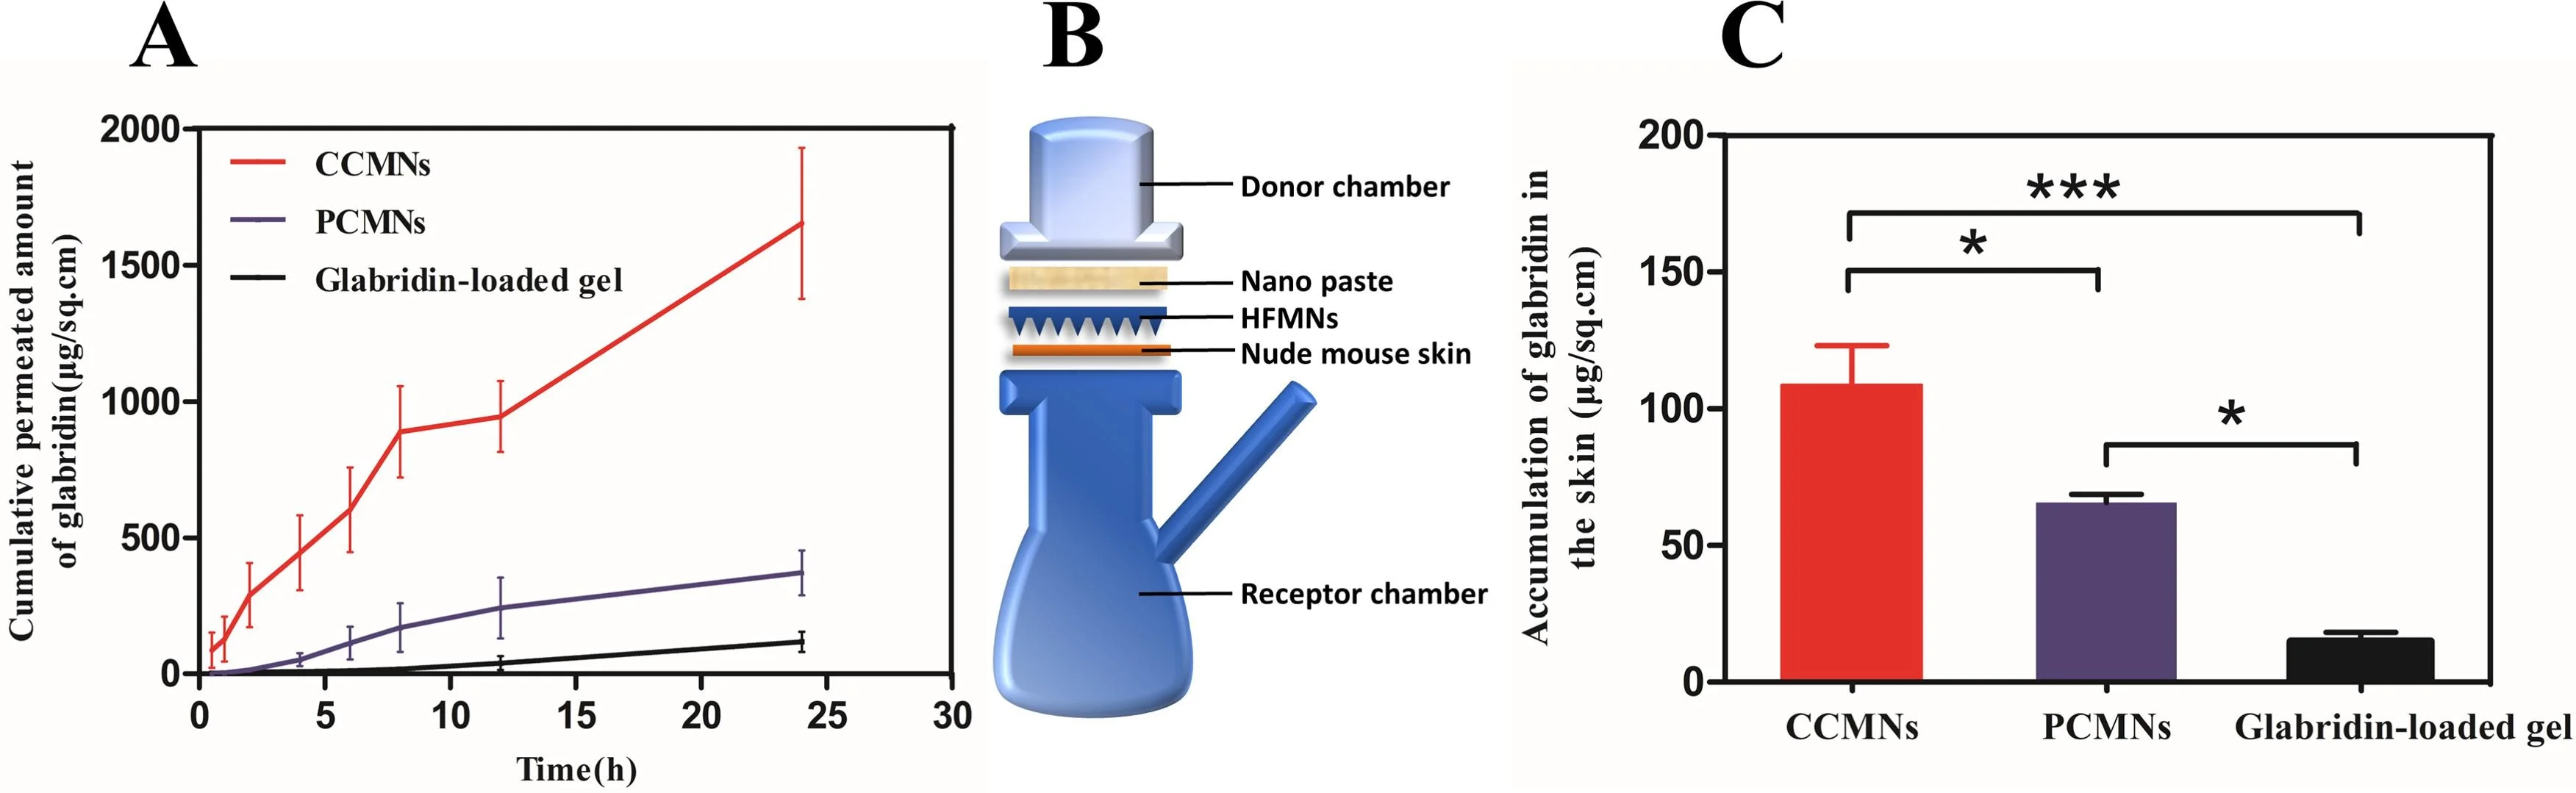 A
Cumulative permeated amount
of glabridin(μg/sq.cm)
2000
1500
1000
500
0
CCMNs
PCMNs
Glabridin-loaded gel
0 5 10 15 20 25 30
Time(h)
B
Donor chamber
Nano paste
HFMNs
Nude mouse skin
Receptor chamber
C
Accumulation of glabridin in
the skin (μg/sq.cm)
200
150
100
50
0
***
*
*
CCMNs PCMNs Glabridin-loaded gel